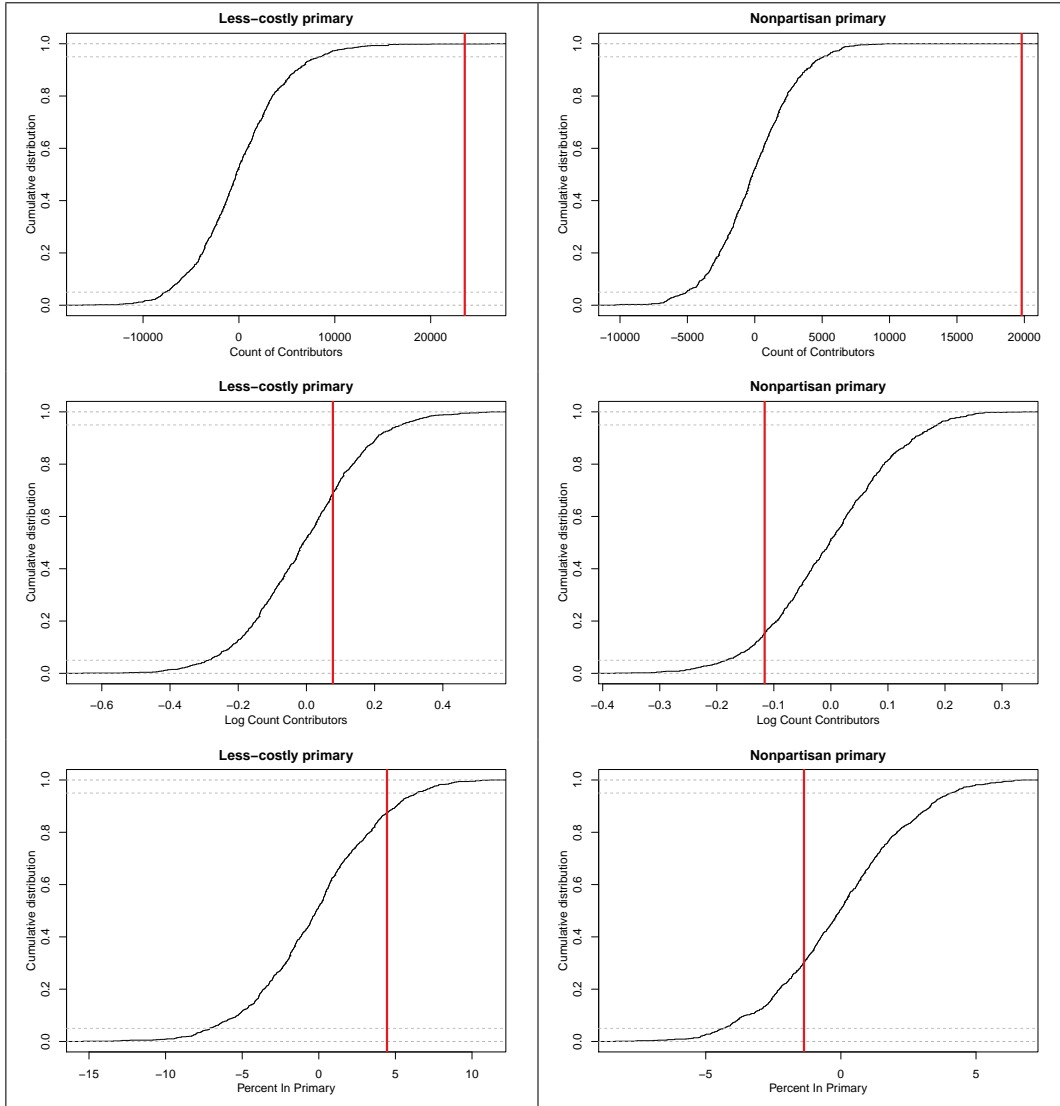 Less−costly primary
Cumulative distribution
0.0 0.2 0.4 0.6 0.8 1.0
−10000 0 10000 20000
Count of Contributors
Nonpartisan primary
Cumulative distribution
0.0 0.2 0.4 0.6 0.8 1.0
−10000 −5000 0 5000 10000 15000 20000
Count of Contributors
Less−costly primary
Cumulative distribution
0.0 0.2 0.4 0.6 0.8 1.0
−0.6 −0.4 −0.2 0.0 0.2 0.4
Log Count Contributors
Nonpartisan primary
Cumulative distribution
0.0 0.2 0.4 0.6 0.8 1.0
−0.4 −0.3 −0.2 −0.1 0.0 0.1 0.2 0.3
Log Count Contributors
Less−costly primary
Cumulative distribution
0.0 0.2 0.4 0.6 0.8 1.0
−15 −10 −5 0 5 10
Percent In Primary
Nonpartisan primary
Cumulative distribution
0.0 0.2 0.4 0.6 0.8 1.0
−5 0 5
Percent In Primary